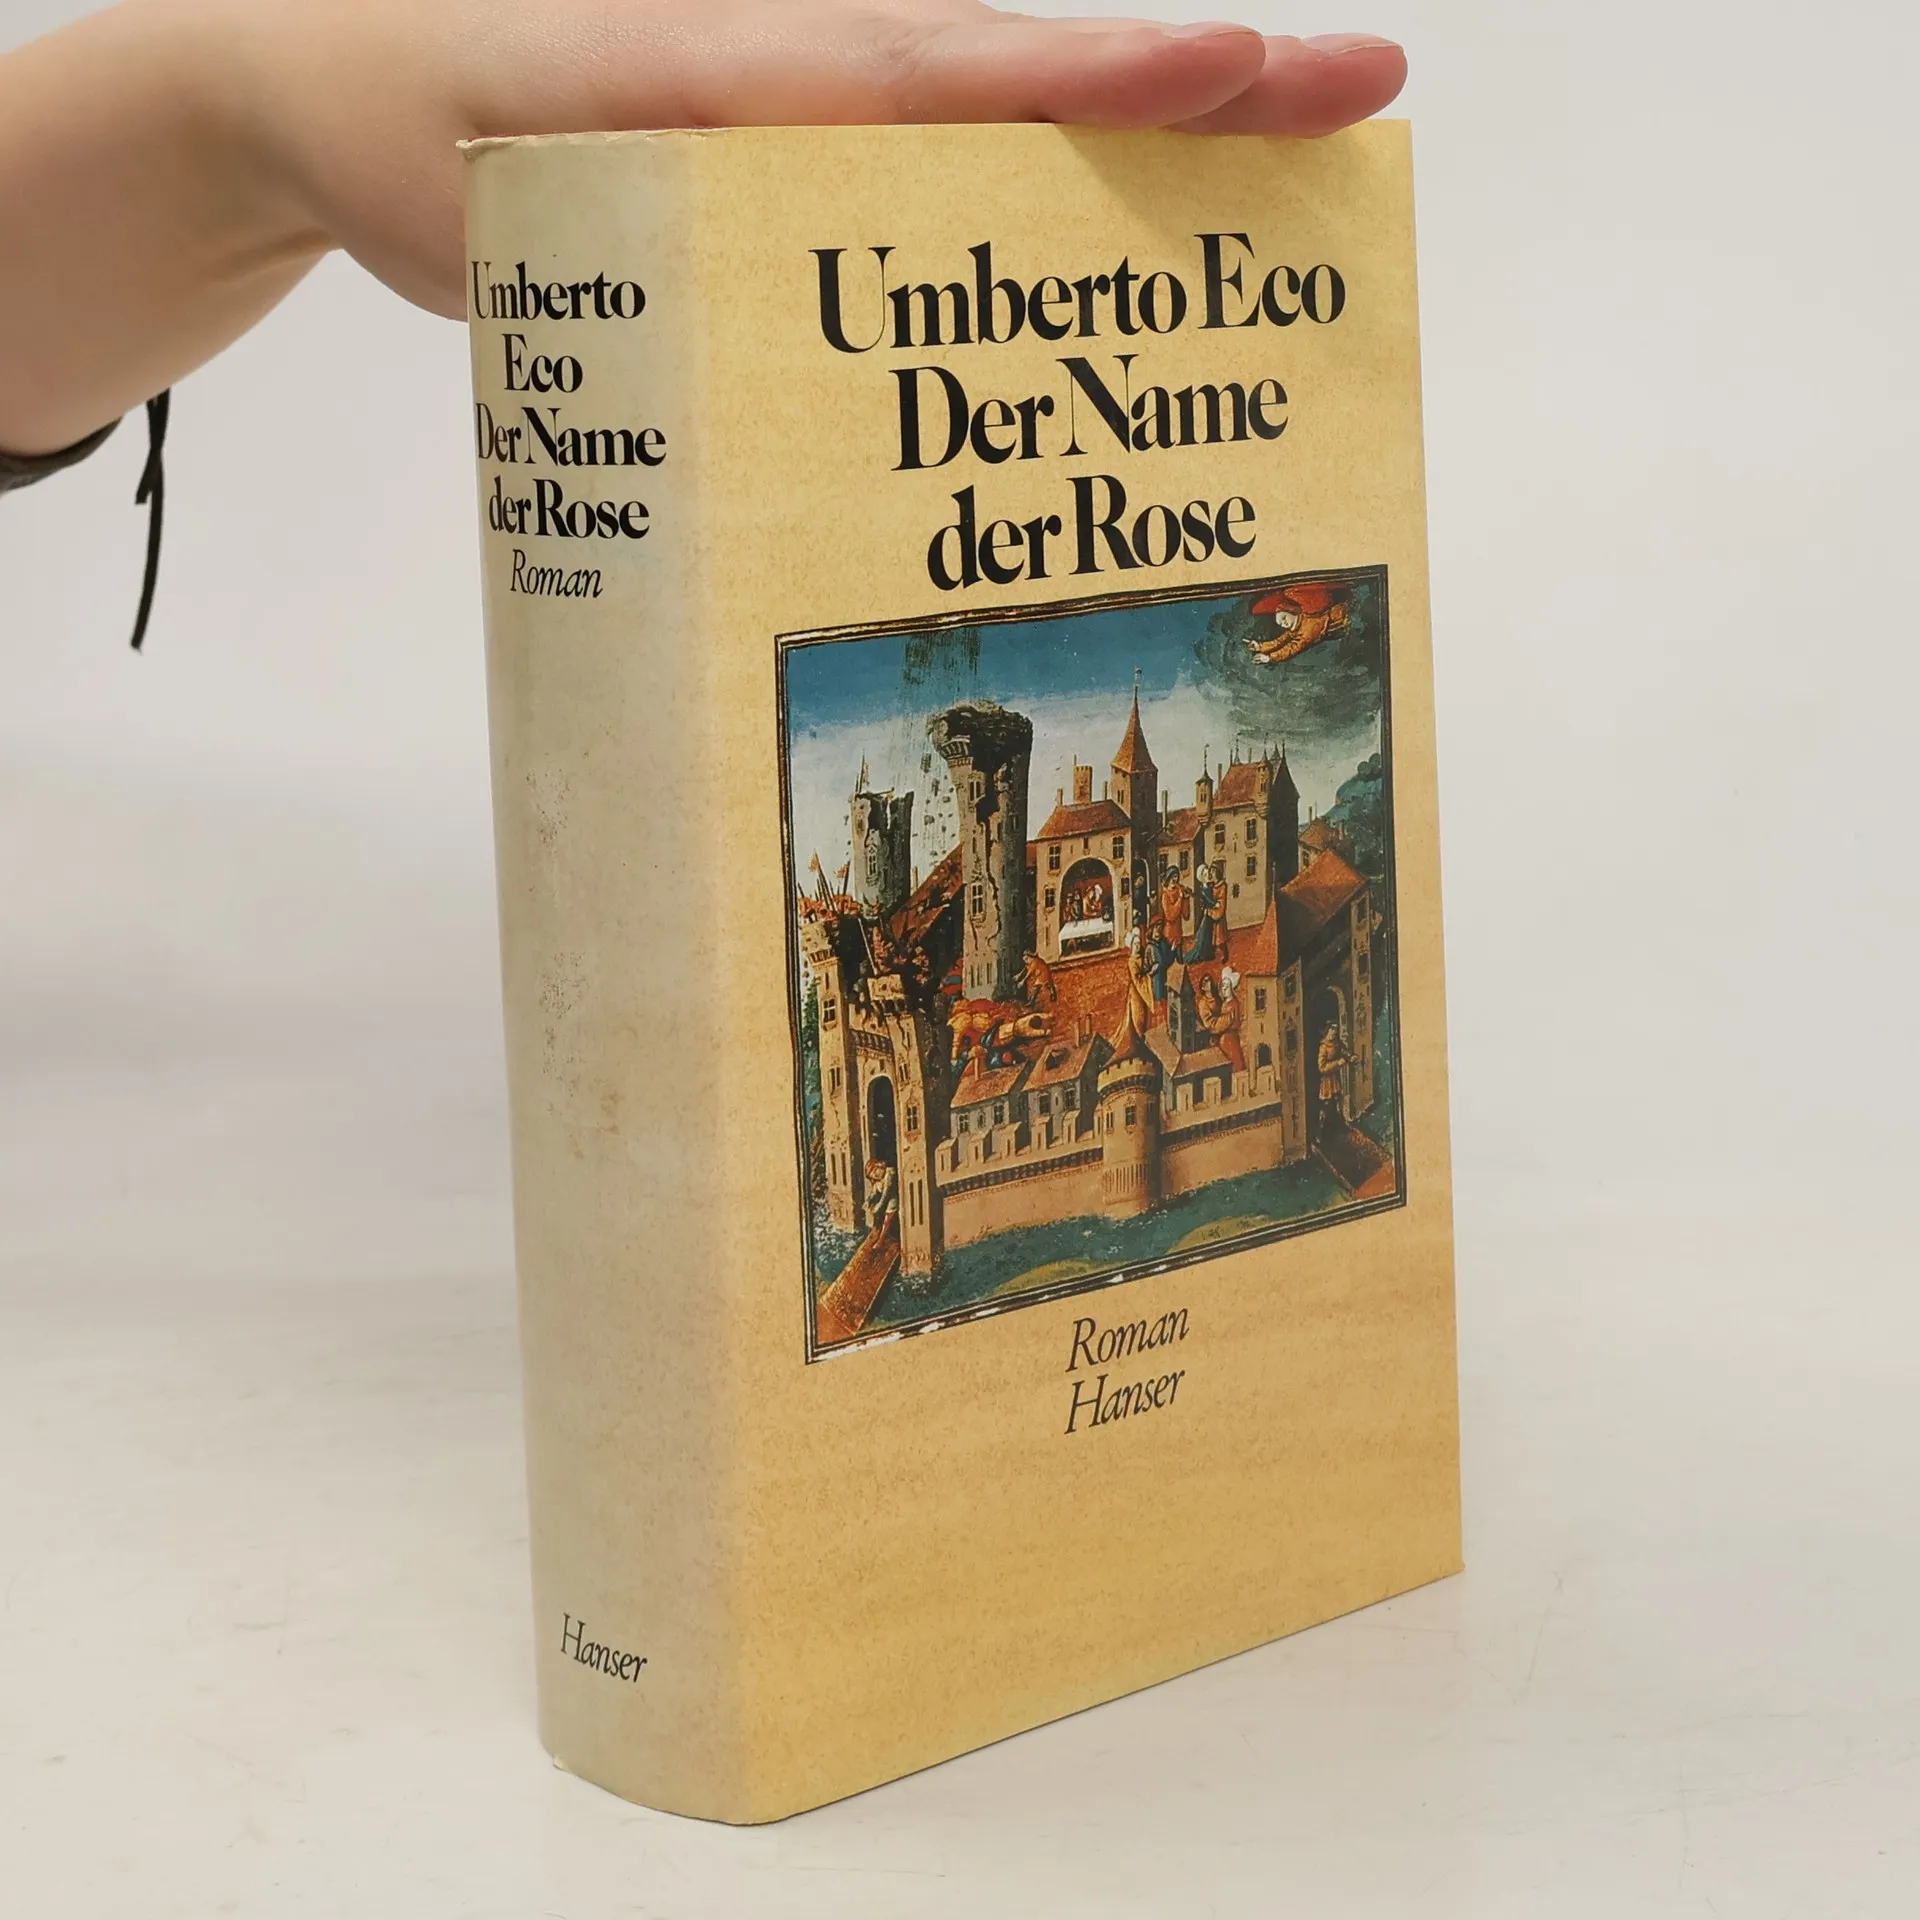 Umberto
Eco
Der Name
der Rose
Roman
Hanser
Umberto Eco
Der Name
der Rose
Roman
Hanser